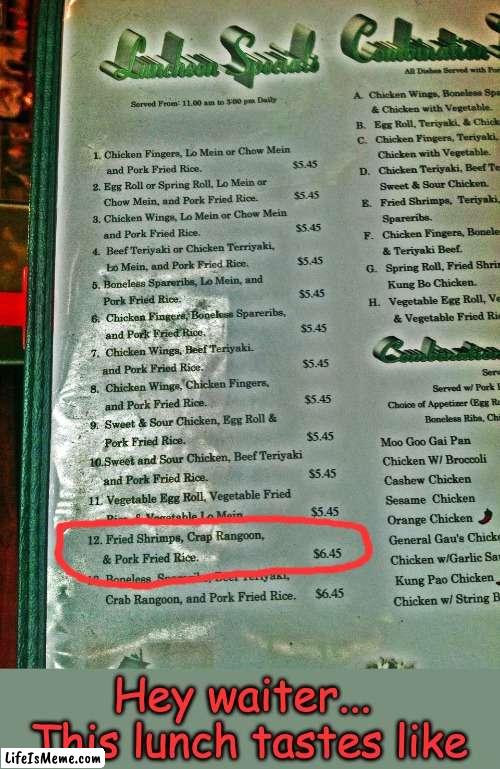 Luncheon Specials
Served From: 11.00 am to 3:00 pm Daily
1. Chicken Fingers, Lo Mein or Chow Mein
and Pork Fried Rice. $5.45
2. Egg Roll or Spring Roll, Lo Mein or
Chow Mein, and Pork Fried Rice. $5.45
3. Chicken Wings, Lo Mein or Chow Mein
and Pork Fried Rice. $5.45
4. Beef Teriyaki or Chicken Terriyaki,
Lo Mein, and Pork Fried Rice. $5.45
5. Boneless Spareribs, Lo Mein, and
Pork Fried Rice. $5.45
6. Chicken Fingers, Boneless Spareribs,
and Pork Fried Rice. $5.45
7. Chicken Wings, Beef Teriyaki.
and Pork Fried Rice. $5.45
8. Chicken Wings, Chicken Fingers,
and Pork Fried Rice. $5.45
9. Sweet & Sour Chicken, Egg Roll &
Pork Fried Rice. $5.45
10.Sweet and Sour Chicken, Beef Teriyaki
and Pork Fried Rice. $5.45
11. Vegetable Egg Roll, Vegetable Fried
Rice & Vegetable Lo Mein $5.45
12. Fried Shrimps, Crap Rangoon,
& Pork Fried Rice. $6.45
Boneless Beef Teriyaki,
Crab Rangoon, and Pork Fried Rice. $6.45
Combination
All Dishes Served with
A. Chicken Wings, Boneless
& Chicken with Vegetable.
B. Egg Roll, Teriyaki, &
C. Chicken Fingers, Teriyaki,
Chicken with Vegetable.
D. Chicken Teriyaki, Beef
Sweet & Sour Chicken.
E. Fried Shrimps, Teriyaki,
Spareribs.
F. Chicken Fingers,
& Teriyaki Beef.
G. Spring Roll, Fried
Kung Bo Chicken.
H. Vegetable Egg Roll,
& Vegetable Fried
Served w/ Pork
Choice of Appetizer (Egg
Boneless Ribs,
Moo Goo Gai Pan
Chicken W/ Broccoli
Cashew Chicken
Sesame Chicken
Orange Chicken
General Gau's
Chicken w/Garlic
Kung Pao Chicken
Chicken w/ String
Hey waiter...
This lunch tastes like
LifeIsMeme.com